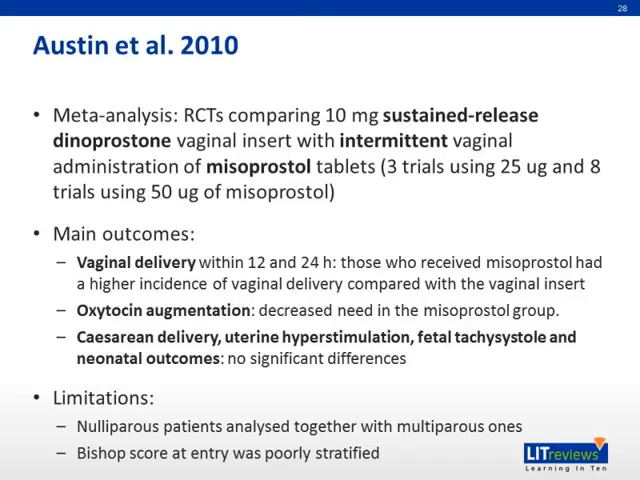 28
Austin et al. 2010
• Meta-analysis: RCTs comparing 10 mg sustained-release
dinoprostone vaginal insert with intermittent vaginal
administration of misoprostol tablets (3 trials using 25 ug and 8
trials using 50 ug of misoprostol)
• Main outcomes:
– Vaginal delivery within 12 and 24 h: those who received misoprostol had
a higher incidence of vaginal delivery compared with the vaginal insert
– Oxytocin augmentation: decreased need in the misoprostol group.
– Caesarean delivery, uterine hyperstimulation, fetal tachysystole and
neonatal outcomes: no significant differences
• Limitations:
– Nulliparous patients analysed together with multiparous ones
– Bishop score at entry was poorly stratified
LITreviews
Learning In Ten